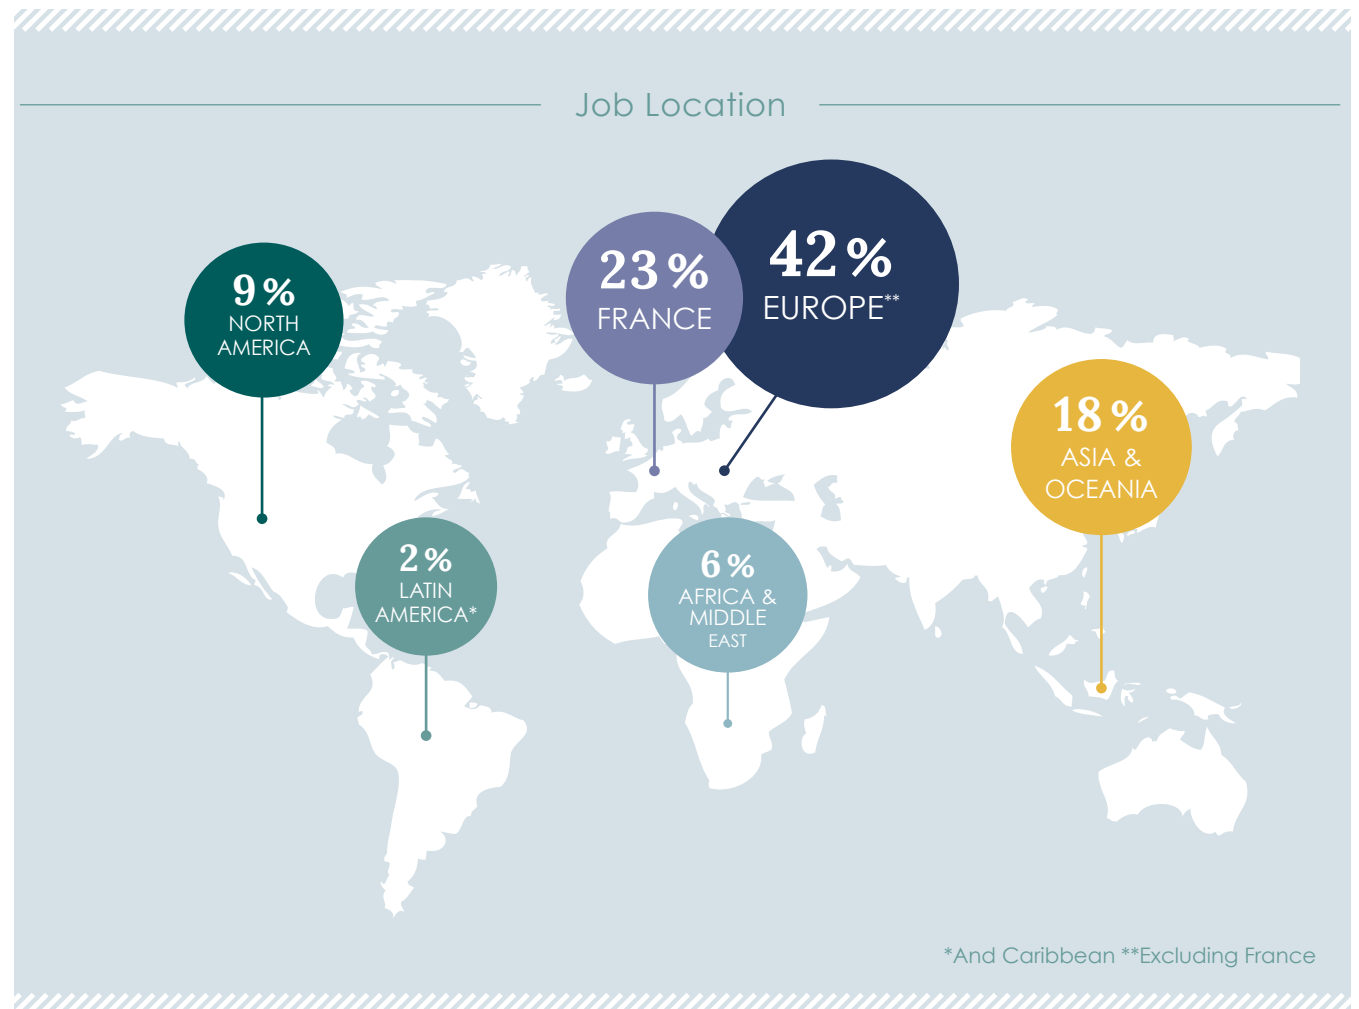 Job Location
42 %
EUROPE**
23 %
FRANCE
9 %
NORTH
AMERICA
18 %
ASIA &
OCEANIA
2 %
LATIN
AMERICA*
6 %
AFRICA &
MIDDLE
EAST
*And Caribbean **Excluding France